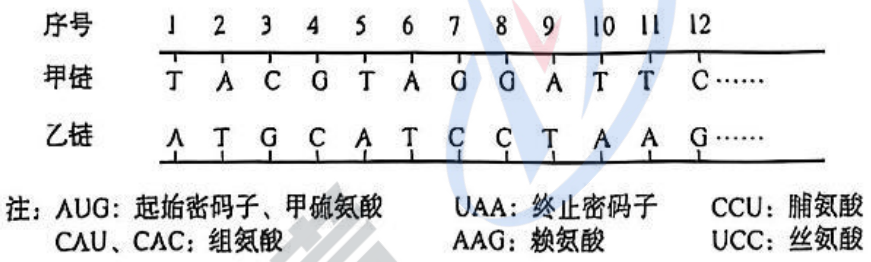 序号 1 2 3 4 5 6 7 8 9 10 11 12
甲链 T A C G T A G G A T T C……
乙链 A T G C A T C C T A A G……
注：AUG：起始密码子、甲硫氨酸 UAA：终止密码子 CCU：脯氨酸
CAU、CAC：组氨酸 AAG：赖氨酸 UCC：丝氨酸